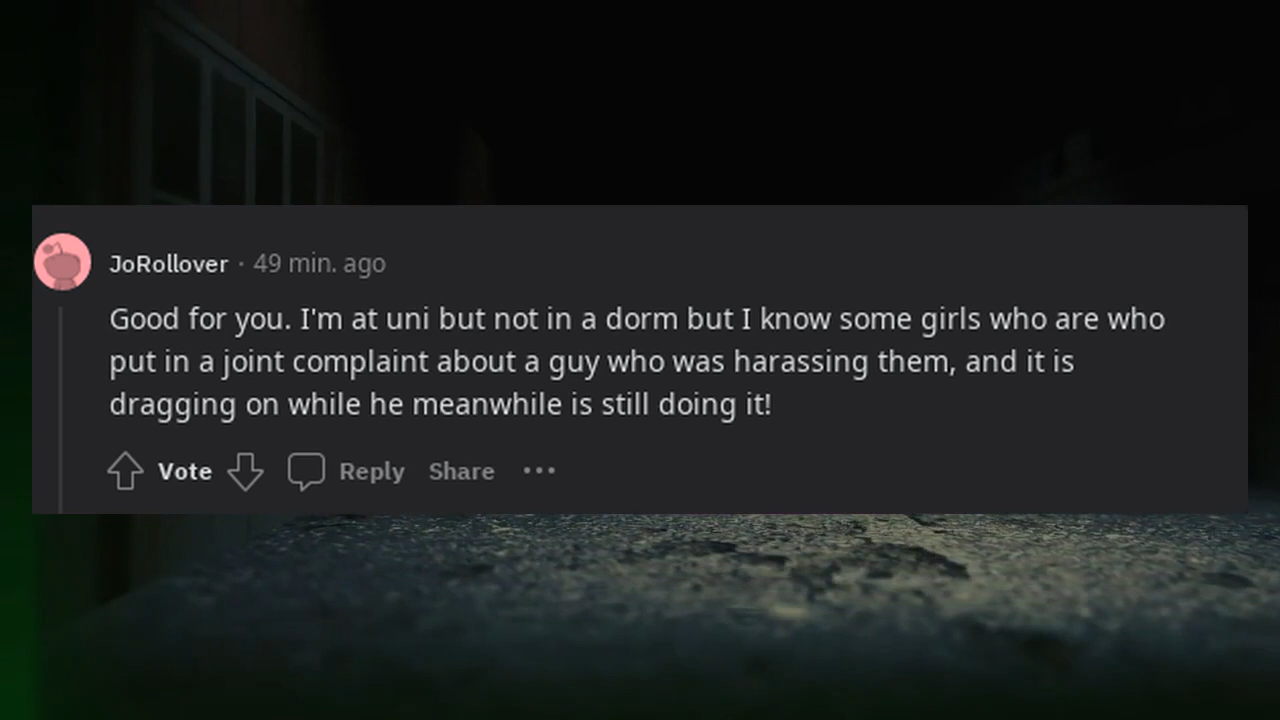 JoRollover · 49 min. ago
Good for you. I'm at uni but not in a dorm but I know some girls who are who
put in a joint complaint about a guy who was harassing them, and it is
dragging on while he meanwhile is still doing it!
Vote Reply Share ···